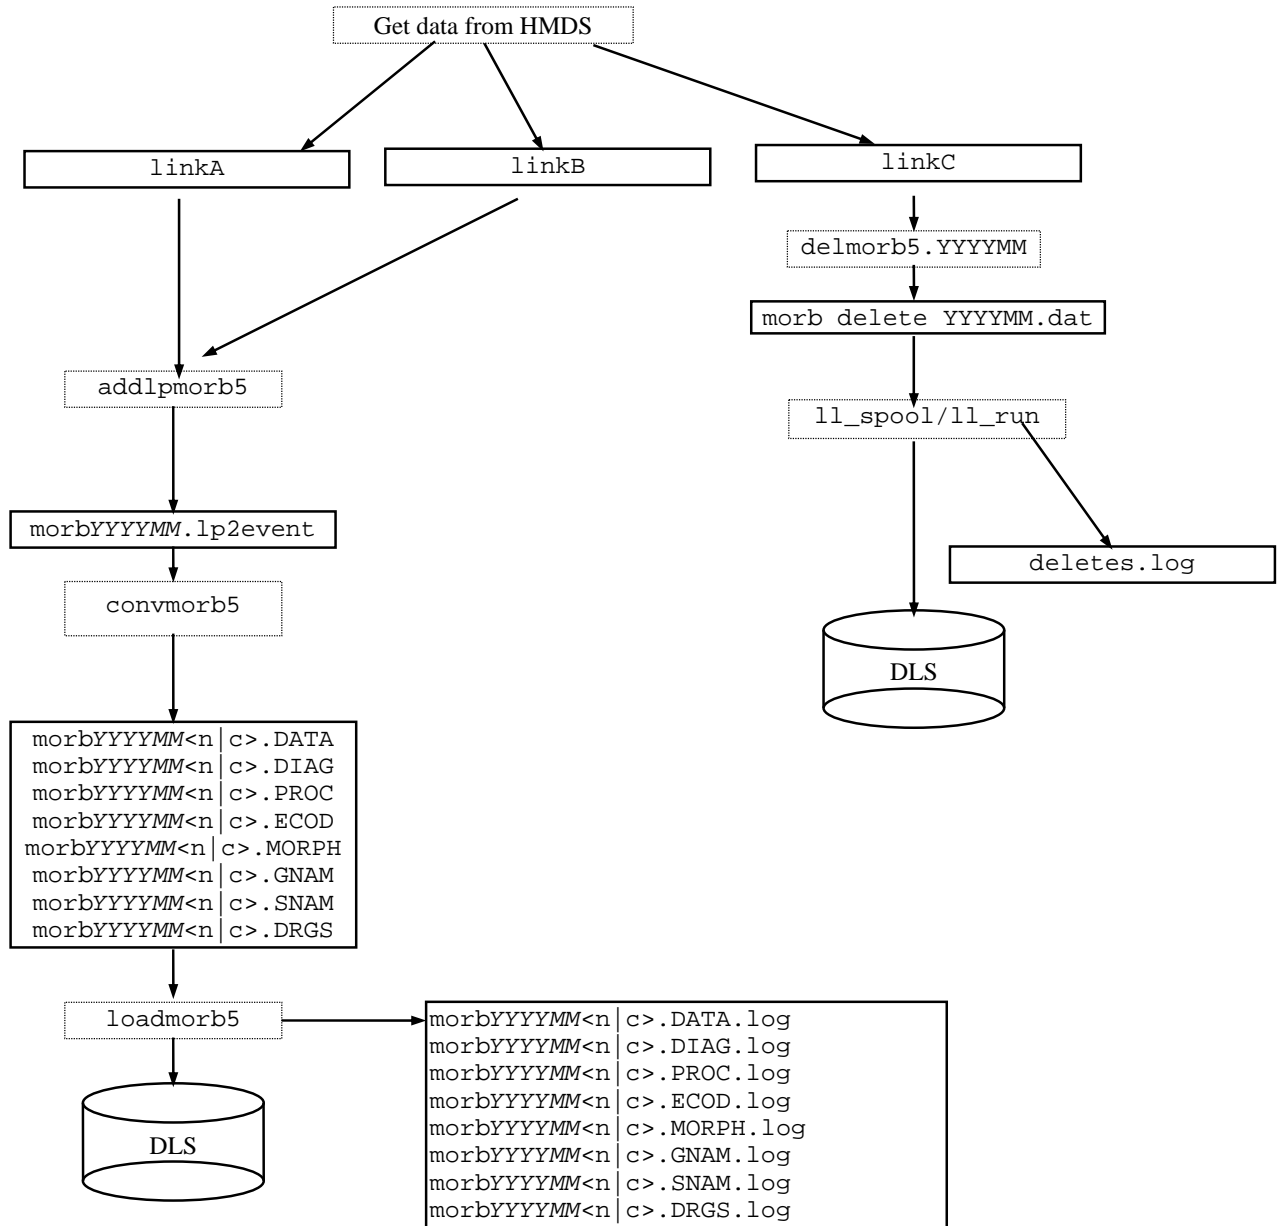 Get data from HMDS
linkA
linkB
linkC
delmorb5.YYYYMM
morb delete YYYYMM.dat
addlpmorb5
ll_spool/ll_run
morbYYYYMM.lp2event
deletes.log
convmorb5
DLS
morbYYYYMM<n|c>.DATA
morbYYYYMM<n|c>.DIAG
morbYYYYMM<n|c>.PROC
morbYYYYMM<n|c>.ECOD
morbYYYYMM<n|c>.MORPH
morbYYYYMM<n|c>.GNAM
morbYYYYMM<n|c>.SNAM
morbYYYYMM<n|c>.DRGS
loadmorb5
morbYYYYMM<n|c>.DATA.log
morbYYYYMM<n|c>.DIAG.log
morbYYYYMM<n|c>.PROC.log
morbYYYYMM<n|c>.ECOD.log
morbYYYYMM<n|c>.MORPH.log
morbYYYYMM<n|c>.GNAM.log
morbYYYYMM<n|c>.SNAM.log
morbYYYYMM<n|c>.DRGS.log
DLS